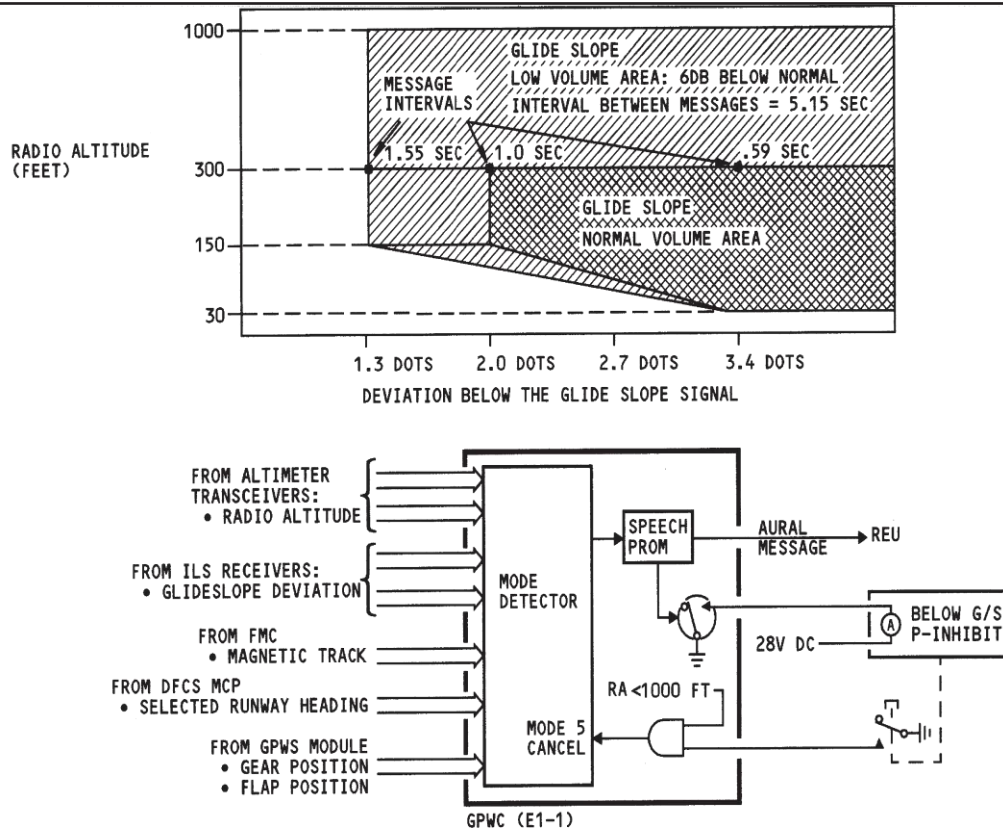 1000
GLIDE SLOPE
LOW VOLUME AREA: 6DB BELOW NORMAL
INTERVAL BETWEEN MESSAGES = 5.15 SEC
MESSAGE
INTERVALS
RADIO ALTITUDE
(FEET)
1.55 SEC
1.0 SEC
.59 SEC
300
GLIDE SLOPE
NORMAL VOLUME AREA
150
30
1.3 DOTS
2.0 DOTS
2.7 DOTS
3.4 DOTS
DEVIATION BELOW THE GLIDE SLOPE SIGNAL
FROM ALTIMETER
TRANSCEIVERS:
• RADIO ALTITUDE
FROM ILS RECEIVERS:
• GLIDESLOPE DEVIATION
FROM FMC
• MAGNETIC TRACK
FROM DFCS MCP
• SELECTED RUNWAY HEADING
FROM GPWS MODULE
• GEAR POSITION
• FLAP POSITION
MODE
DETECTOR
MODE 5
CANCEL
SPEECH
PROM
AURAL
MESSAGE
REU
RA <1000 FT
28V DC
A
BELOW G/S
P-INHIBIT
GPWC (E1-1)